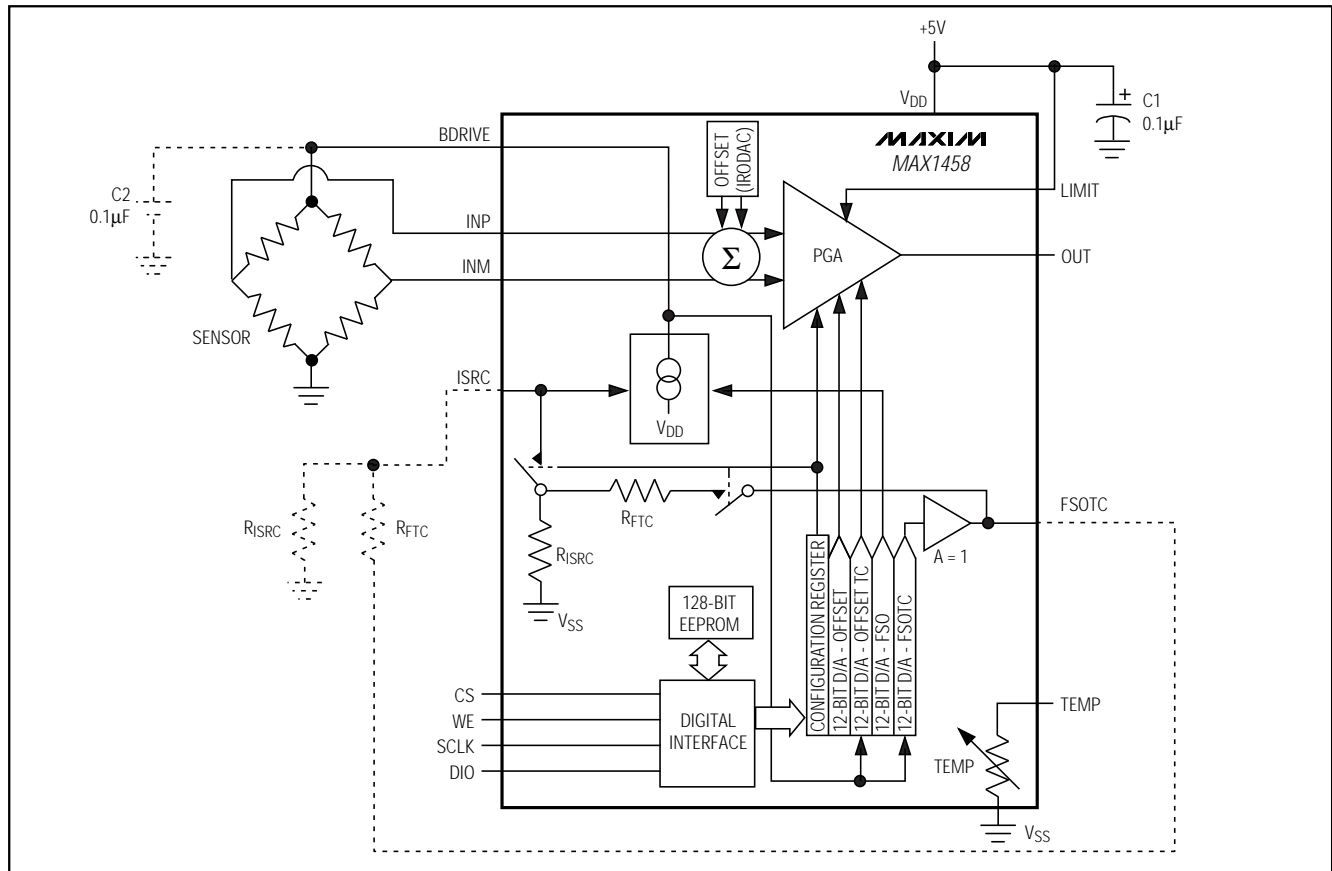 +5V
VDD
C1
0.1µF
+
MAXIM
MAX1458
BDRIVE
OFFSET
(IRODAC)
LIMIT
C2
0.1µF
INP
Σ
PGA
OUT
INM
SENSOR
ISRC
VDD
RFTC
FSOTC
RISRC
RFTC
RISRC
A = 1
VSS
128-BIT
EEPROM
CONFIGURATION REGISTER
12-BIT D/A - OFFSET
12-BIT D/A - OFFSET TC
12-BIT D/A - FSO
12-BIT D/A - FSOTC
CS
WE
SCLK
DIO
DIGITAL
INTERFACE
TEMP
TEMP
VSS